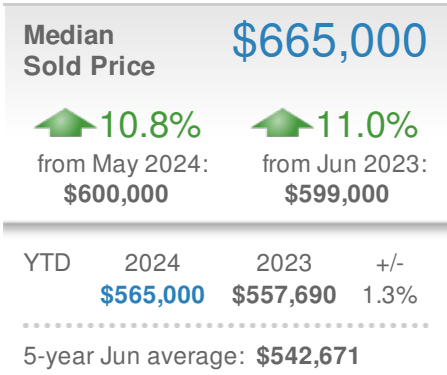 Median $665,000
Sold Price
10.8% 11.0%
from May 2024: from Jun 2023:
$600,000 $599,000
YTD 2024 2023 +/-
$565,000 $557,690 1.3%
5-year Jun average: $542,671